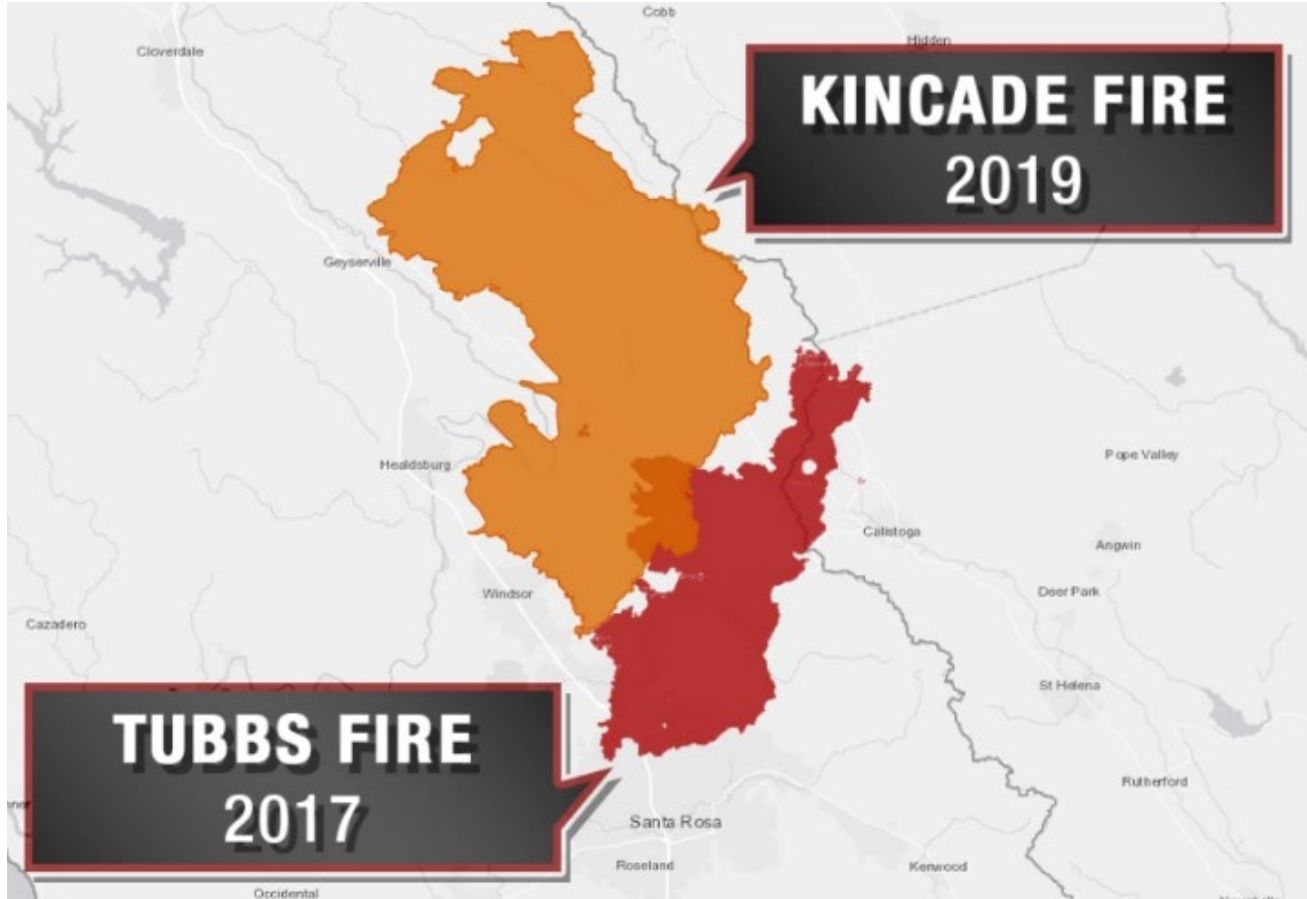 Cobb
Cloverdale
Hidden
KINCADE FIRE
2019
Geyserville
Healdsburg
Pope Valley
Calistoga
Angwin
Windsor
Deer Park
Cazadero
St Helena
TUBBS FIRE
2017
Rutherford
Santa Rosa
Roseland
Kenwood
Occidental